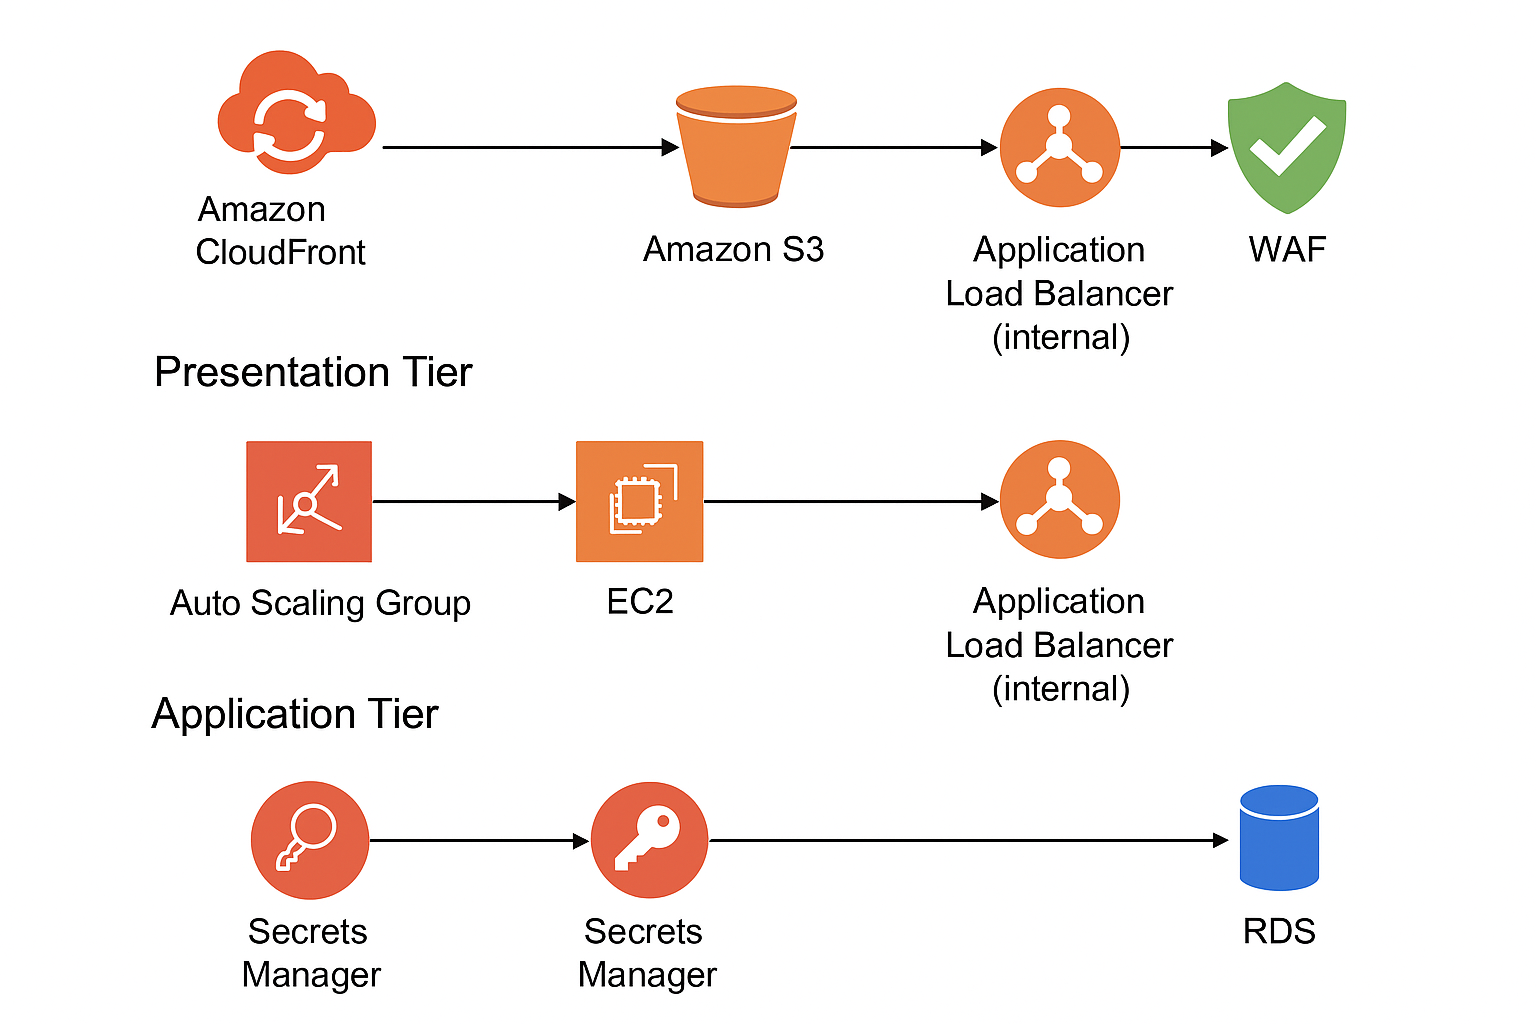 Amazon
CloudFront
Amazon S3
Application
Load Balancer
(internal)
WAF
Presentation Tier
Auto Scaling Group
EC2
Application
Load Balancer
(internal)
Application Tier
Secrets
Manager
Secrets
Manager
RDS